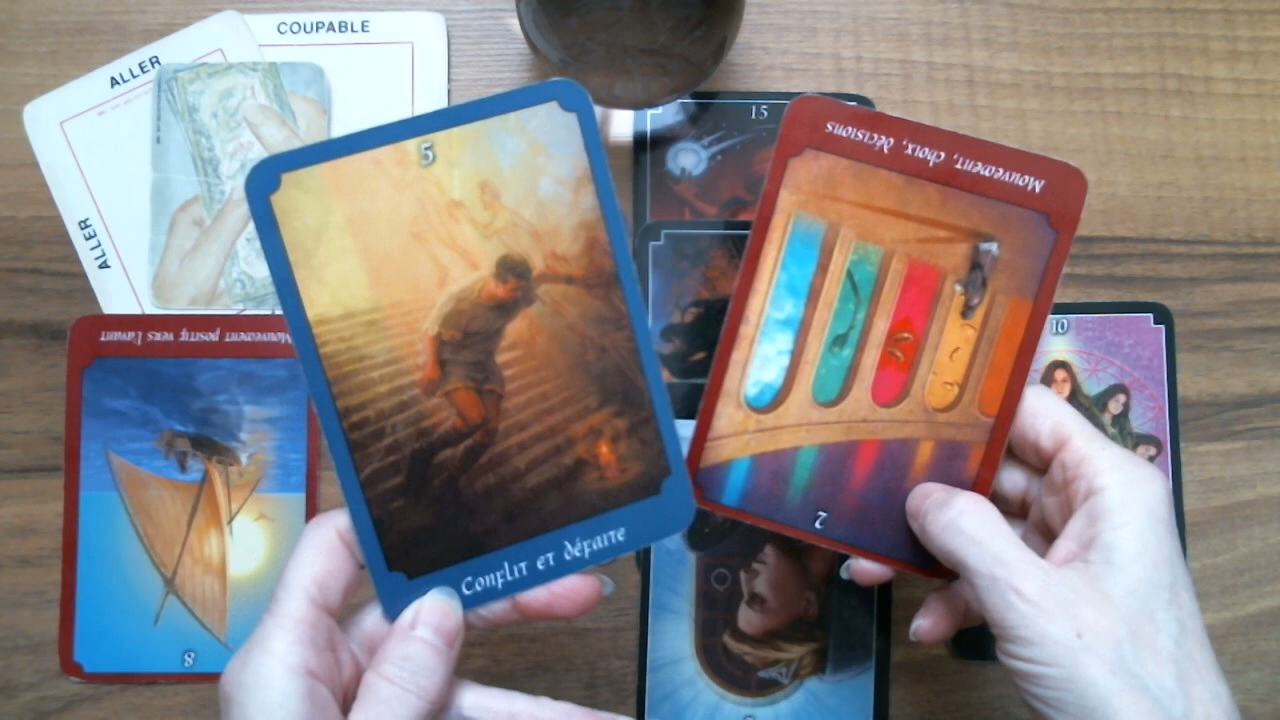 COUPABLE
ALLER
ALLER
5
Conflit et défaite
15
Mouvement, choix, décisions
2
10
Mouvement positif vers l'avant
8